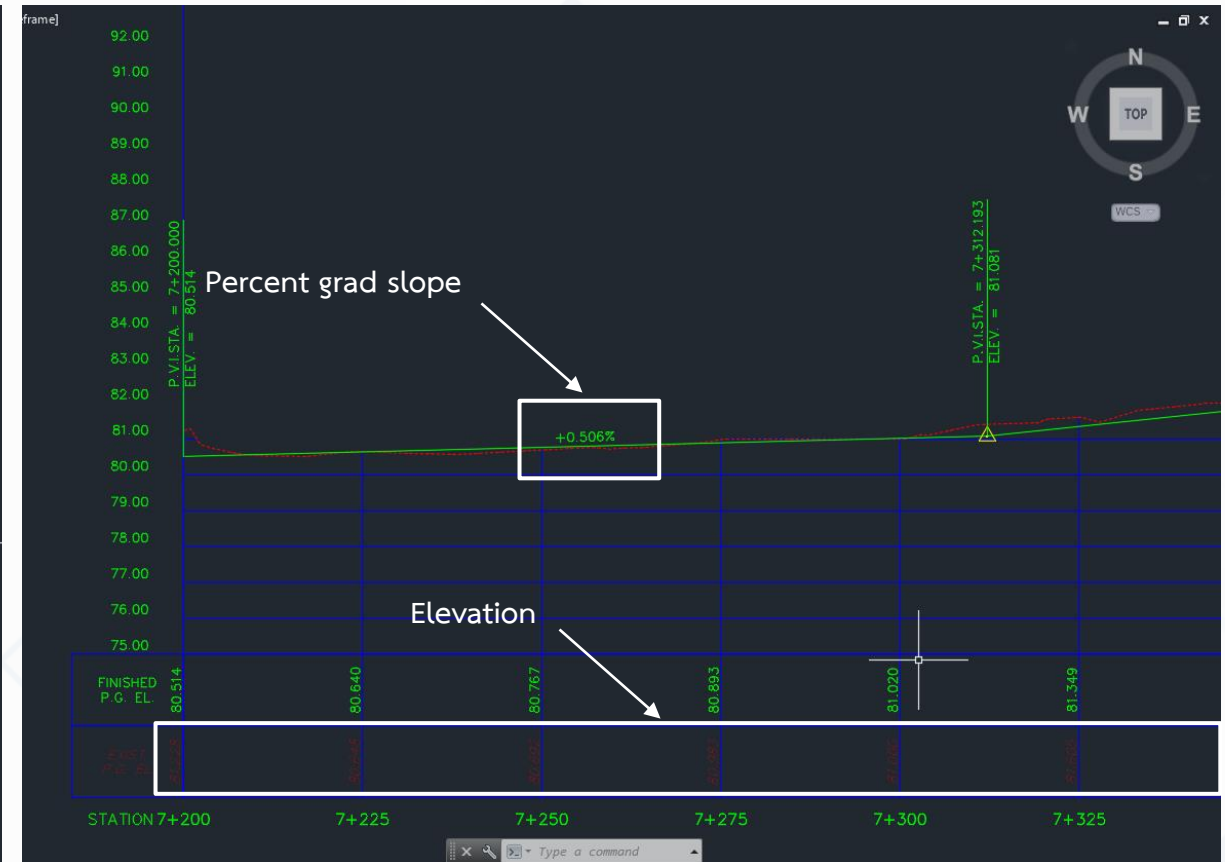 frame]
92.00
91.00
90.00
89.00
88.00
87.00
86.00
85.00
84.00
83.00
82.00
81.00
80.00
79.00
78.00
77.00
76.00
75.00
P.V.I.STA. = 7+200.000
ELEV. = 80.514
Percent grad slope
+0.506%
P.V.I.STA. = 7+312.193
ELEV. = 81.081
N
W TOP E
S
WCS
Elevation
FINISHED
P.G. EL.
80.514 80.640 80.767 80.893 81.020 81.349
STATION 7+200 7+225 7+250 7+275 7+300 7+325
Type a command